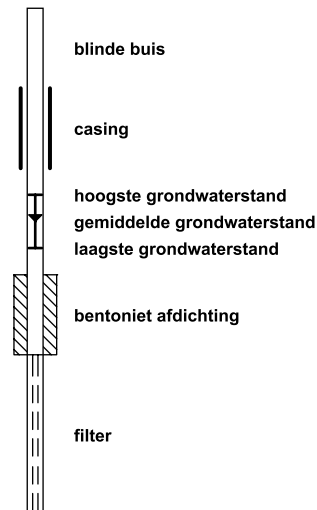 blinde buis
casing
hoogste grondwaterstand
gemiddelde grondwaterstand
laagste grondwaterstand
bentoniet afdichting
filter